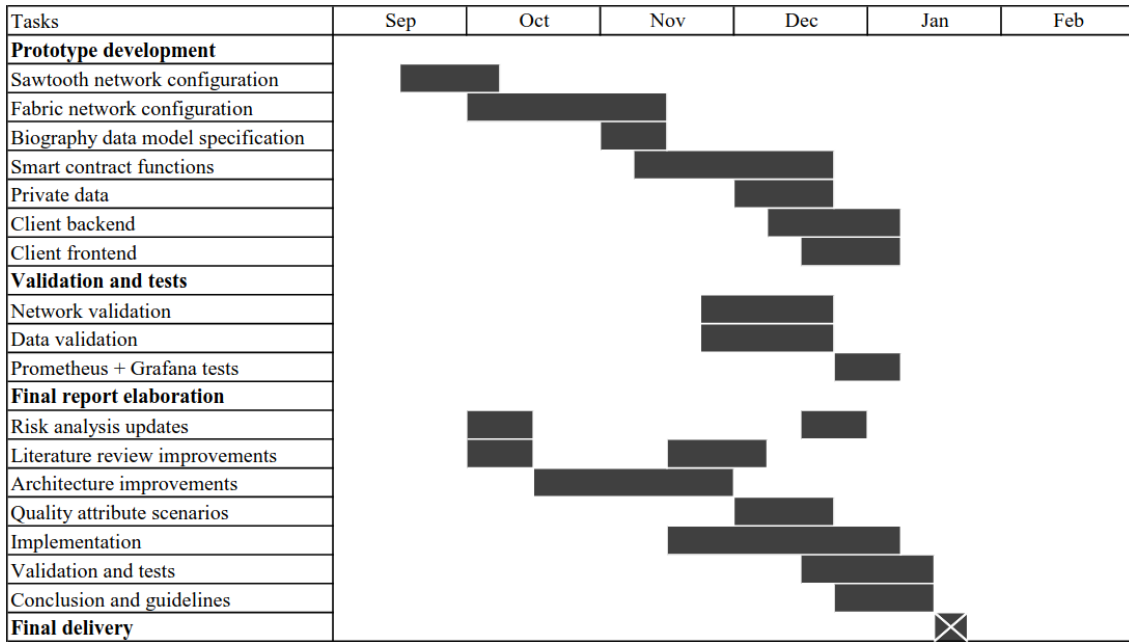 Tasks Sep Oct Nov Dec Jan Feb
Prototype development
Sawtooth network configuration
Fabric network configuration
Biography data model specification
Smart contract functions
Private data
Client backend
Client frontend
Validation and tests
Network validation
Data validation
Prometheus + Grafana tests
Final report elaboration
Risk analysis updates
Literature review improvements
Architecture improvements
Quality attribute scenarios
Implementation
Validation and tests
Conclusion and guidelines
Final delivery